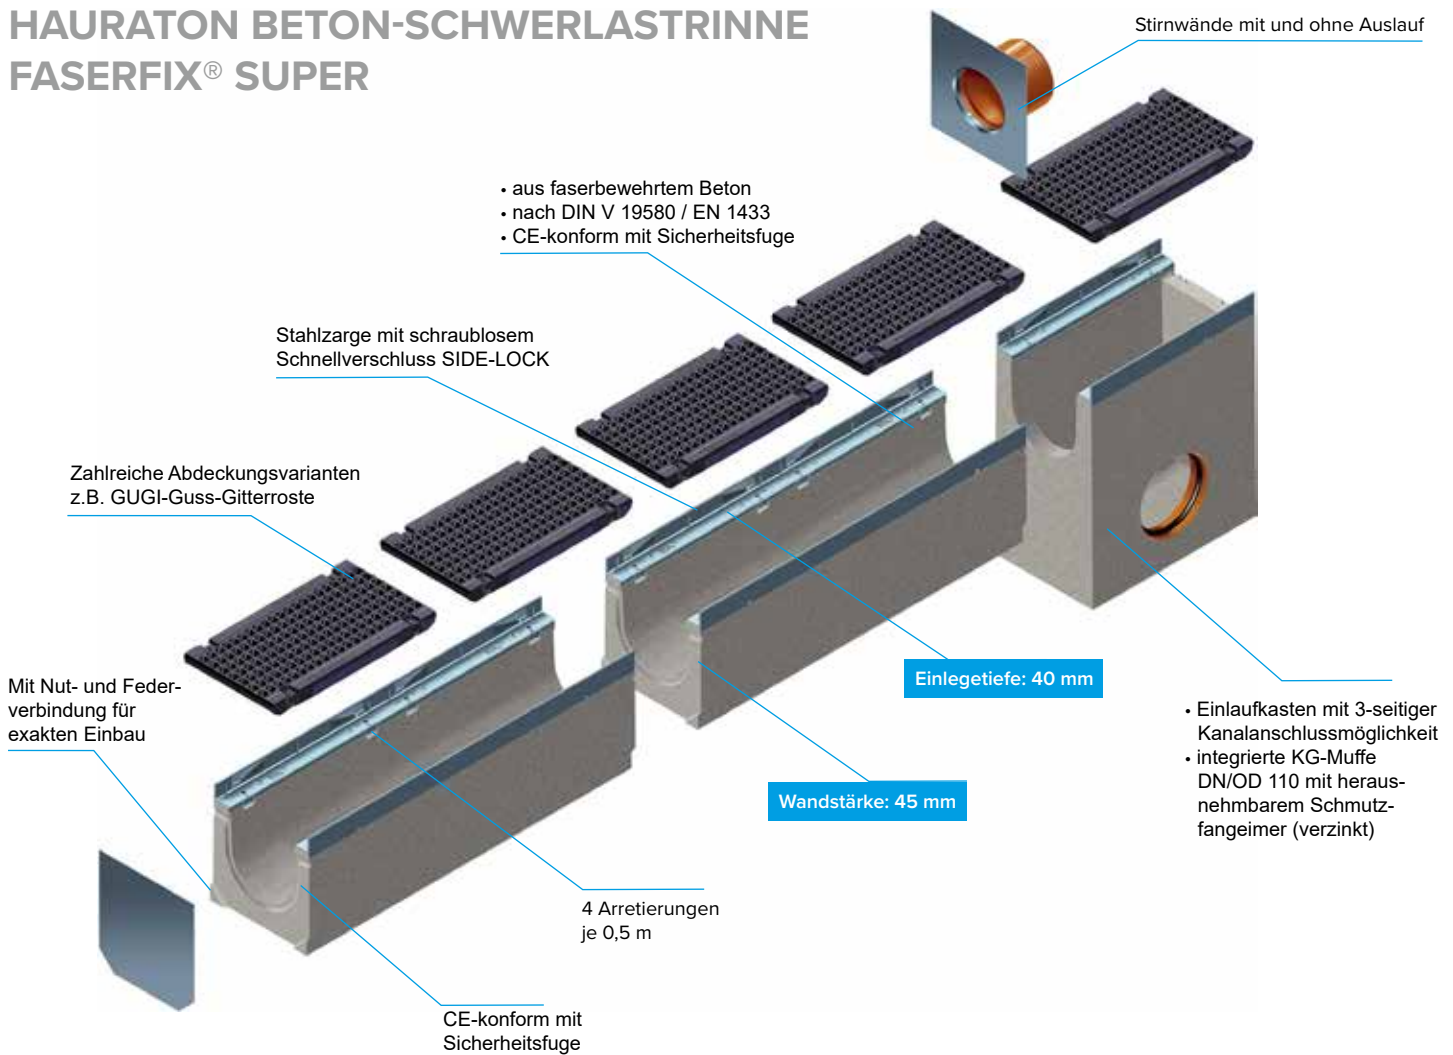 HAURATON BETON-SCHWERLASTRINNE
FASERFIX® SUPER
Stirnwände mit und ohne Auslauf
• aus faserbewehrtem Beton
• nach DIN V 19580 / EN 1433
• CE-konform mit Sicherheitsfuge
Stahlzarge mit schraublosem
Schnellverschluss SIDE-LOCK
Zahlreiche Abdeckungsvarianten
z.B. GUGI-Guss-Gitterroste
Mit Nut- und Feder-
verbindung für
exakten Einbau
Einlegetiefe: 40 mm
Wandstärke: 45 mm
• Einlaufkasten mit 3-seitiger
Kanalanschlussmöglichkeit
• integrierte KG-Muffe
DN/OD 110 mit heraus-
nehmbarem Schmutz-
fangeimer (verzinkt)
4 Arretierungen
je 0,5 m
CE-konform mit
Sicherheitsfuge